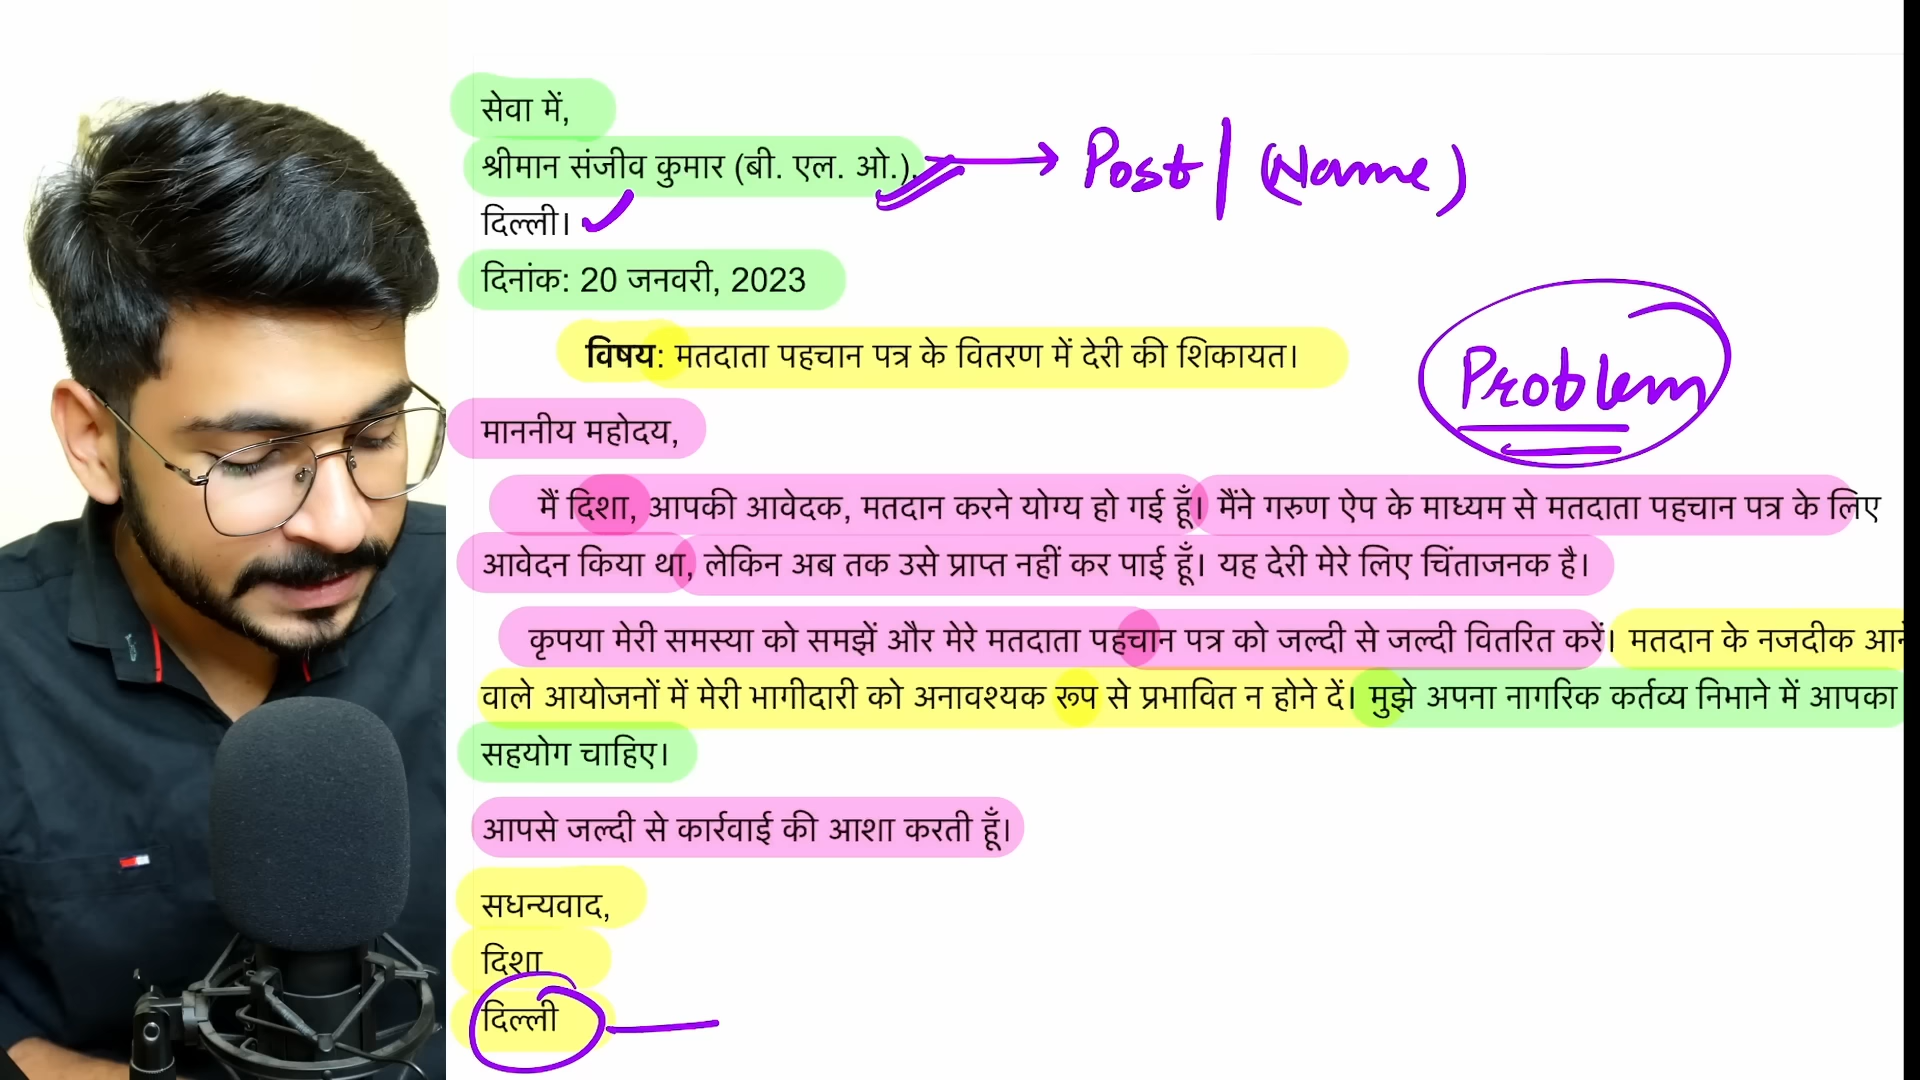 सेवा में,
श्रीमान संजीव कुमार (बी. एल. ओ.), Post | (Name)
दिल्ली।
दिनांक: 20 जनवरी, 2023
विषय: मतदाता पहचान पत्र के वितरण में देरी की शिकायत।
Problem
माननीय महोदय,
मैं दिशा, आपकी आवेदक, मतदान करने योग्य हो गई हूँ। मैंने गरुण ऐप के माध्यम से मतदाता पहचान पत्र के लिए
आवेदन किया था, लेकिन अब तक उसे प्राप्त नहीं कर पाई हूँ। यह देरी मेरे लिए चिंताजनक है।
कृपया मेरी समस्या को समझें और मेरे मतदाता पहचान पत्र को जल्दी से जल्दी वितरित करें। मतदान के नजदीक आने
वाले आयोजनों में मेरी भागीदारी को अनावश्यक रूप से प्रभावित न होने दें। मुझे अपना नागरिक कर्तव्य निभाने में आपका
सहयोग चाहिए।
आपसे जल्दी से कार्रवाई की आशा करती हूँ।
सधन्यवाद,
दिशा
दिल्ली